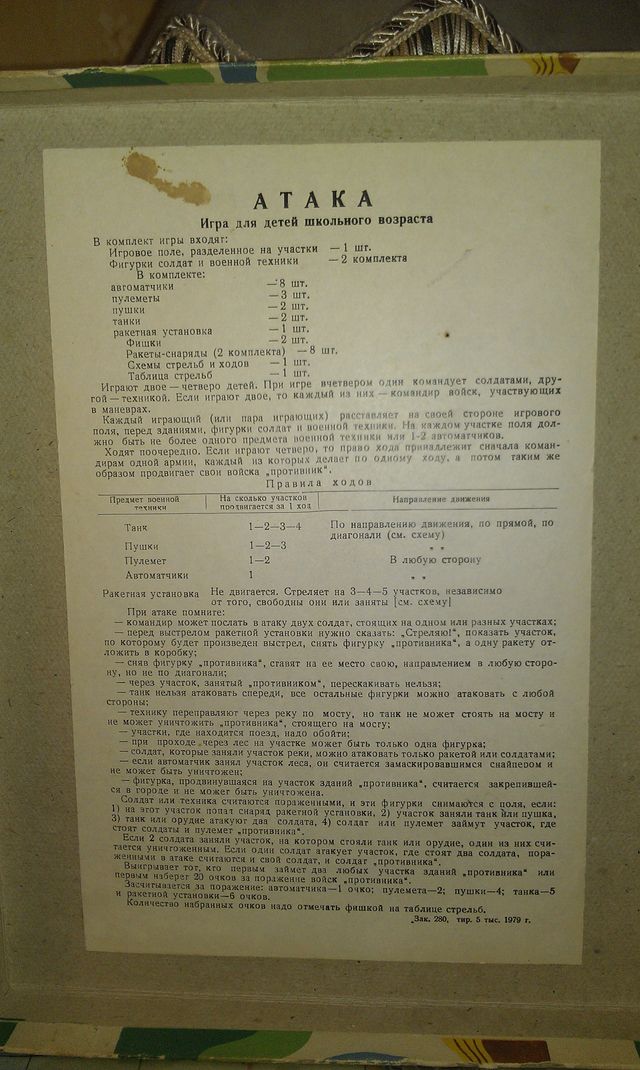 АТАКА
Игра для детей школьного возраста
В комплект игры входят:
Игровое поле, разделенное на участки — 1 шт.
Фигурки солдат и военной техники — 2 комплекта
В комплекте:
автоматчики — 8 шт.
пулеметы — 3 шт.
пушки — 2 шт.
танки — 2 шт.
ракетная установка — 1 шт.
Фишки — 2 шт.
Ракеты-снаряды (2 комплекта) — 8 шт.
Схемы стрельб и ходов — 1 шт.
Таблица стрельб — 1 шт.
Играют двое — четверо детей. При игре вчетвером один командует солдатами, дру-
гой — техникой. Если играют двое, то каждый из них — командир войск, участвующих
в маневрах.
Каждый играющий (или пара играющих) расставляет на своей стороне игрового
поля, перед зданиями, фигурки солдат и военной техники. На каждом участке поля дол-
жно быть не более одного предмета военной техники или 1-2 автоматчиков.
Ходят поочередно. Если играют четверо, то право хода принадлежит сначала коман-
дирам одной армии, каждый из которых делает по одному ходу, а потом таким же
образом продвигает свои войска „противник“.
Правила ходов
Предмет военной техники | На сколько участков продвигается за 1 ход | Направление движения
Танк 1—2—3—4 По направлению движения, по прямой, по
диагонали (см. схему)
Пушки 1—2—3 „ „
Пулемет 1—2 В любую сторону
Автоматчики 1 „ „
Ракетная установка Не двигается. Стреляет на 3—4—5 участков, независимо
от того, свободны они или заняты [см. схему]
При атаке помните:
— командир может послать в атаку двух солдат, стоящих на одном или разных участках;
— перед выстрелом ракетной установки нужно сказать: „Стреляю!“, показать участок,
по которому будет произведен выстрел, снять фигурку „противника“, а одну ракету от-
ложить в коробку;
— сняв фигурку „противника“, ставят на ее место свою, направлением в любую сторо-
ну, но не по диагонали;
— через участок, занятый „противником“, перескакивать нельзя;
— танк нельзя атаковать спереди, все остальные фигурки можно атаковать с любой
стороны;
— технику переправляют через реку по мосту, но танк не может стоять на мосту и
не может уничтожить „противника“, стоящего на мосту;
— участки, где находится поезд, надо обойти;
— при проходе через лес на участке может быть только одна фигурка;
— солдат, которые заняли участок реки, можно атаковать только ракетой или солдатами;
— если автоматчик занял участок леса, он считается замаскировавшимся снайпером и
не может быть уничтожен;
— фигурка, продвинувшаяся на участок зданий „противника“, считается закрепившей-
ся в городе и не может быть уничтожена.
Солдат или техника считаются пораженными, и эти фигурки снимаются с поля, если:
1) на этот участок попал снаряд ракетной установки, 2) участок заняли танк или пушка,
3) танк или орудие атакуют два солдата, 4) солдат или пулемет займут участок, где
стоят солдаты и пулемет „противника“.
Если 2 солдата заняли участок, на котором стояли танк или орудие, один из них счи-
тается уничтоженным. Если один солдат атакует участок, где стоят два солдата, пора-
женными в атаке считаются и свой солдат, и солдат „противника“.
Выигрывает тот, кто первым займет два любых участка зданий „противника“ или
первым наберет 20 очков за поражение войск „противника“.
Засчитывается за поражение: автоматчика—1 очко; пулемета—2; пушки—4; танка—5
и ракетной установки—6 очков.
Количество набранных очков надо отмечать фишкой на таблице стрельб.
Зак. 280, тир. 5 тыс. 1979 г.